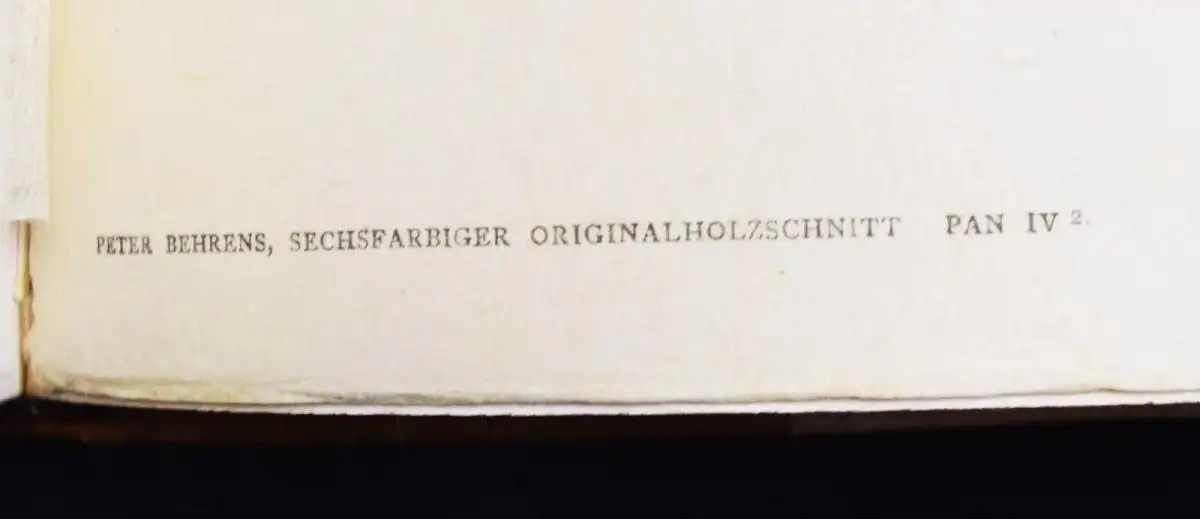 PETER BEHRENS, SECHSFARBIGER ORIGINALHOLZSCHNITT PAN IV 2.